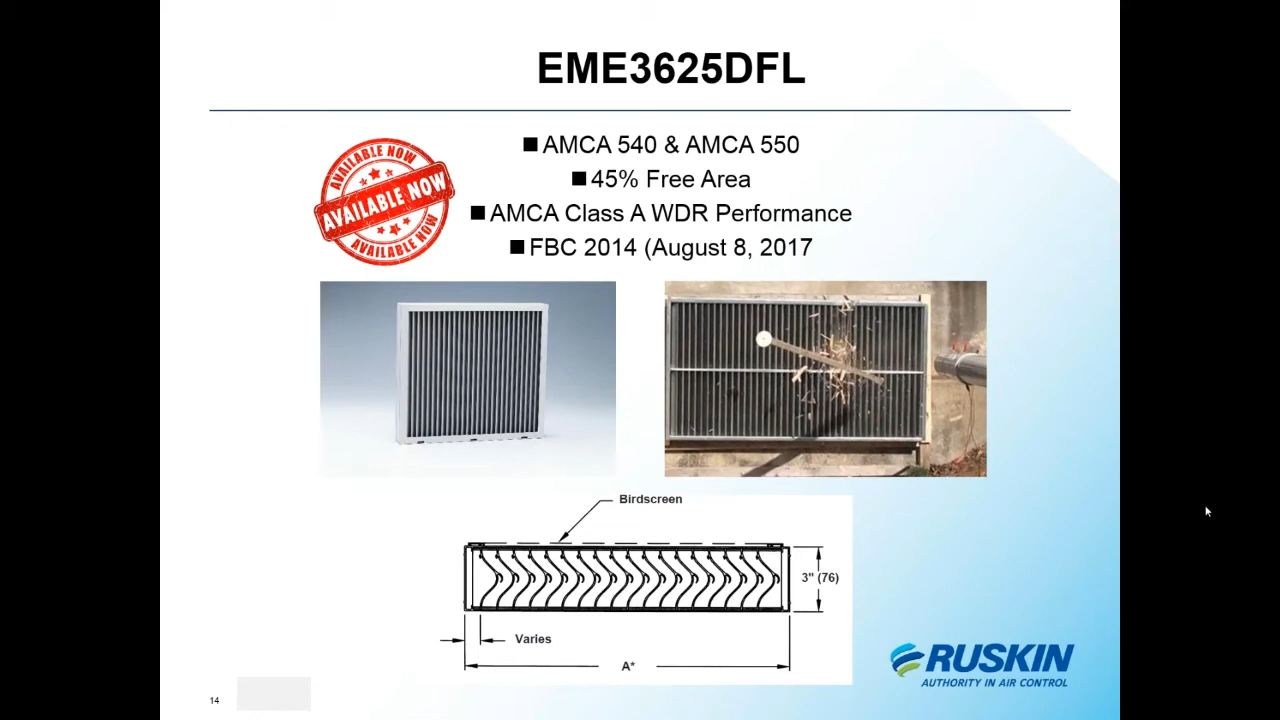 EME3625DFL
■ AMCA 540 & AMCA 550
■ 45% Free Area
■ AMCA Class A WDR Performance
■ FBC 2014 (August 8, 2017
AVAILABLE NOW
AVAILABLE NOW
AVAILABLE NOW
Birdscreen
3" (76)
Varies
A*
RUSKIN
AUTHORITY IN AIR CONTROL
14